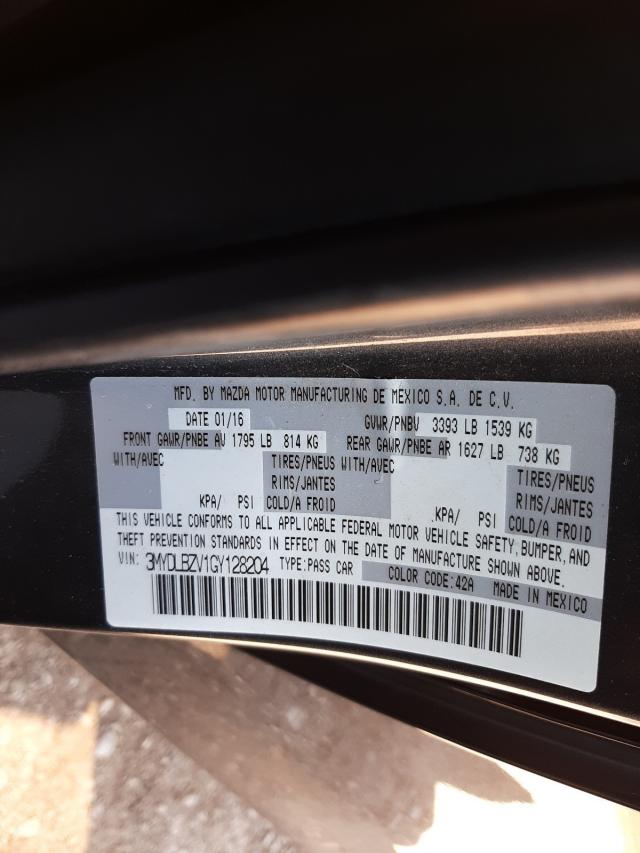 MFD. BY MAZDA MOTOR MANUFACTURING DE MEXICO S.A. DE C.V.
DATE 01/16 GVWR/PNBV 3393 LB 1539 KG
FRONT GAWR/PNBE AV 1795 LB 814 KG REAR GAWR/PNBE AR 1627 LB 738 KG
WITH/AVEC TIRES/PNEUS WITH/AVEC TIRES/PNEUS
RIMS/JANTES RIMS/JANTES
KPA/ PSI COLD/A FROID KPA/ PSI COLD/A FROID
THIS VEHICLE CONFORMS TO ALL APPLICABLE FEDERAL MOTOR VEHICLE SAFETY, BUMPER, AND
THEFT PREVENTION STANDARDS IN EFFECT ON THE DATE OF MANUFACTURE SHOWN ABOVE.
VIN: 3MYDLBZV1GY128204 TYPE: PASS CAR COLOR CODE: 42A MADE IN MEXICO